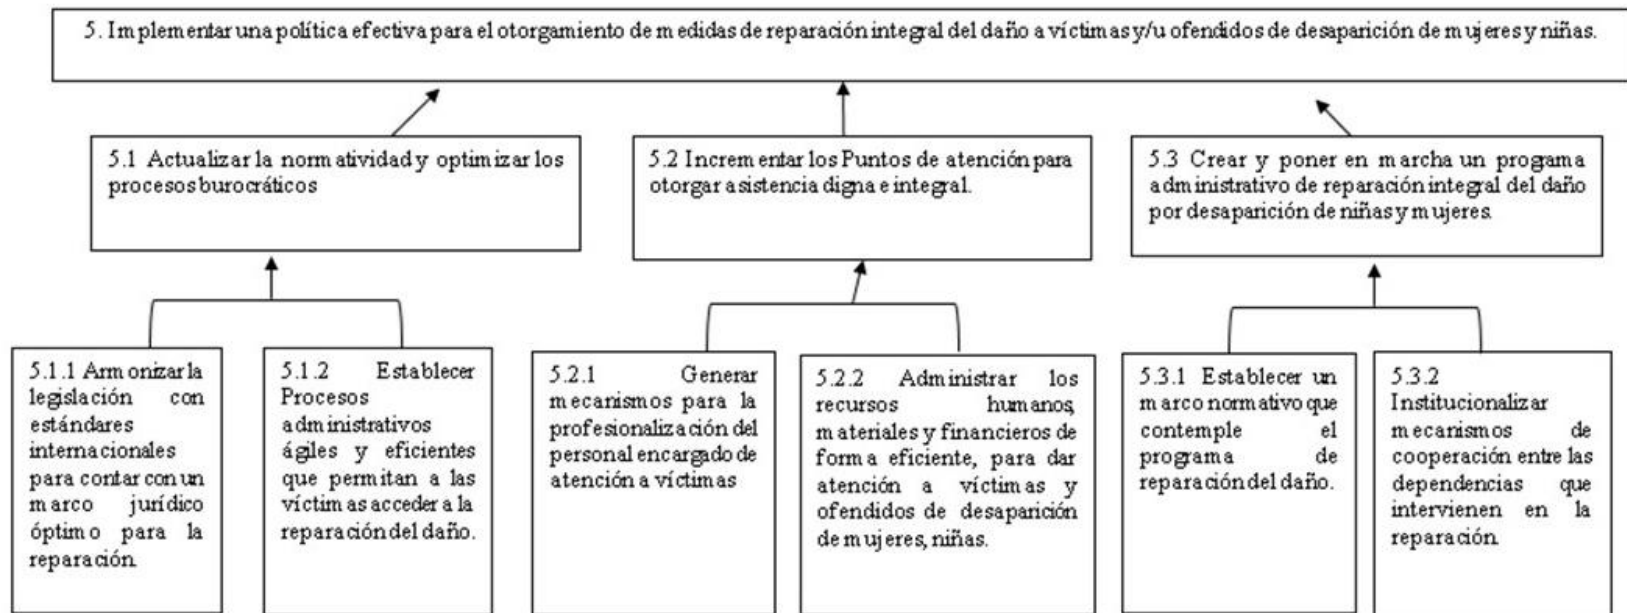 5. Implementar una política efectiva para el otorgamiento de medidas de reparación integral del daño a víctimas y/u ofendidos de desaparición de mujeres y niñas.
5.1 Actualizar la normatividad y optimizar los
procesos burocráticos
5.2 Incrementar los Puntos de atención para
otorgar asistencia digna e integral.
5.3 Crear y poner en marcha un programa
administrativo de reparación integral del daño
por desaparición de niñas y mujeres.
5.1.1 Armonizar la
legislación con
estándares
internacionales
para contar con un
marco jurídico
óptimo para la
reparación.
5.1.2 Establecer
Procesos
administrativos
ágiles y eficientes
que permitan a las
víctimas acceder a la
reparación del daño.
5.2.1 Generar
mecanismos para la
profesionalización del
personal encargado de
atención a víctimas
5.2.2 Administrar los
recursos humanos,
materiales y financieros de
forma eficiente, para dar
atención a víctimas y
ofendidos de desaparición
de mujeres, niñas.
5.3.1 Establecer un
marco normativo que
contemple el
programa de
reparación del daño.
5.3.2
Institucionalizar
mecanismos de
cooperación entre las
dependencias que
intervienen en la
reparación.